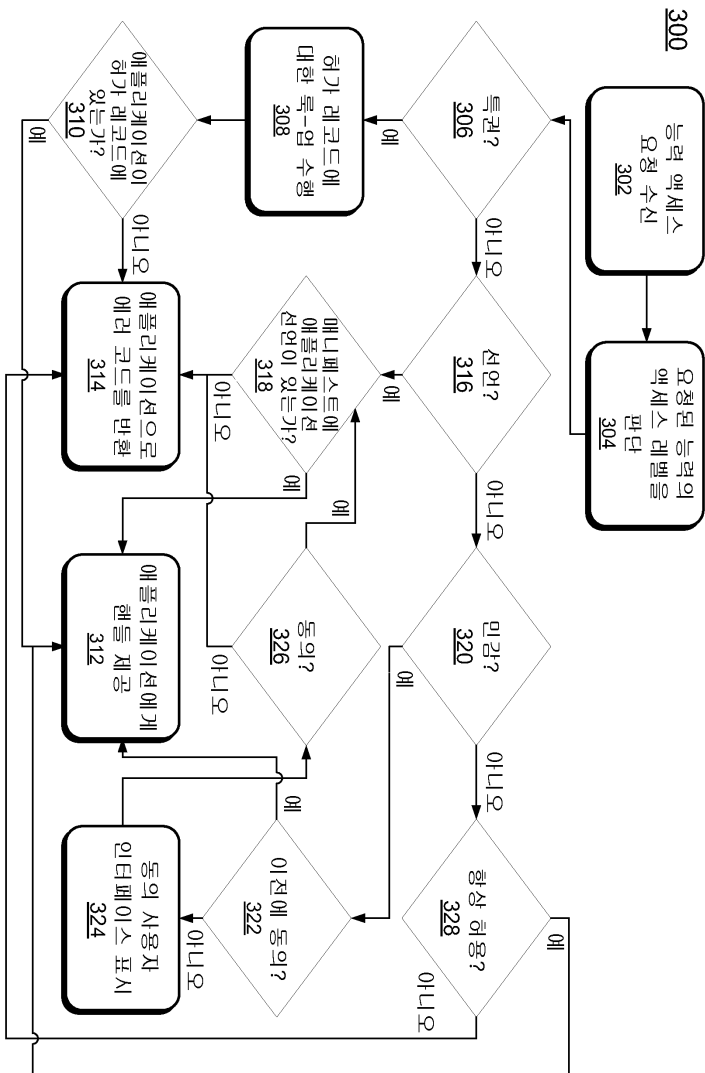 300
능력 액세스
요청 수신
302
요청된 능력의
액세스 레벨을
판단
304
특권?
306
예
아니오
허가 레코드에
대한 룩-업 수행
308
애플리케이션이
허가 레코드에
있는가?
310
예
아니오
애플리케이션으로
에러 코드를 반환
314
선언?
316
예
아니오
매니페스트에
애플리케이션
선언이 있는가?
318
아니오
예
민감?
320
예
아니오
동의?
326
예
아니오
애플리케이션에게
핸들 제공
312
항상 허용?
328
예
아니오
이전에 동의?
322
예
아니오
동의 사용자
인터페이스 표시
324